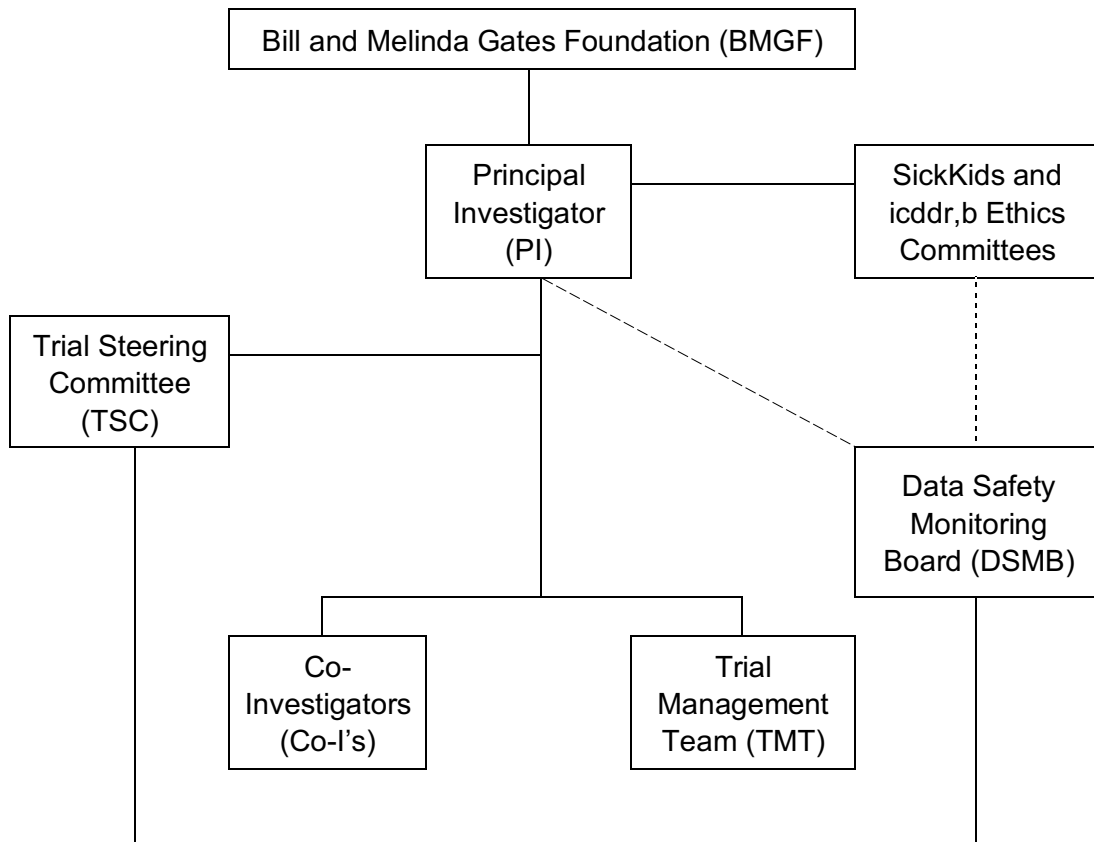 Bill and Melinda Gates Foundation (BMGF)
Principal
Investigator
(PI)
SickKids and
icddr,b Ethics
Committees
Trial Steering
Committee
(TSC)
Data Safety
Monitoring
Board (DSMB)
Co-
Investigators
(Co-I’s)
Trial
Management
Team (TMT)